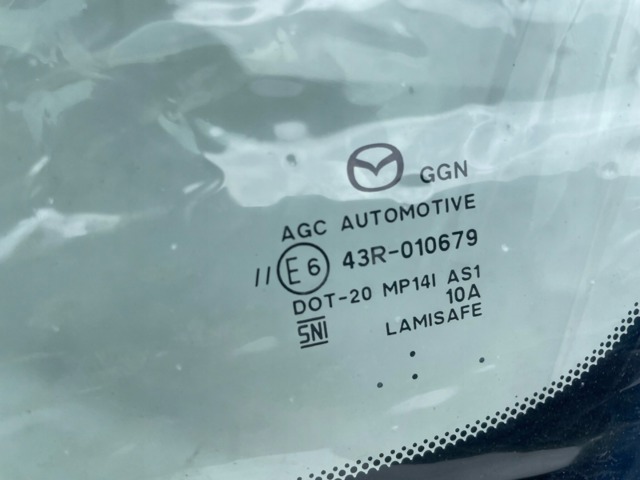 GGN
AGC AUTOMOTIVE
II E6 43R-010679
DOT-20 MP14I AS1
10A
SNI LAMISAFE